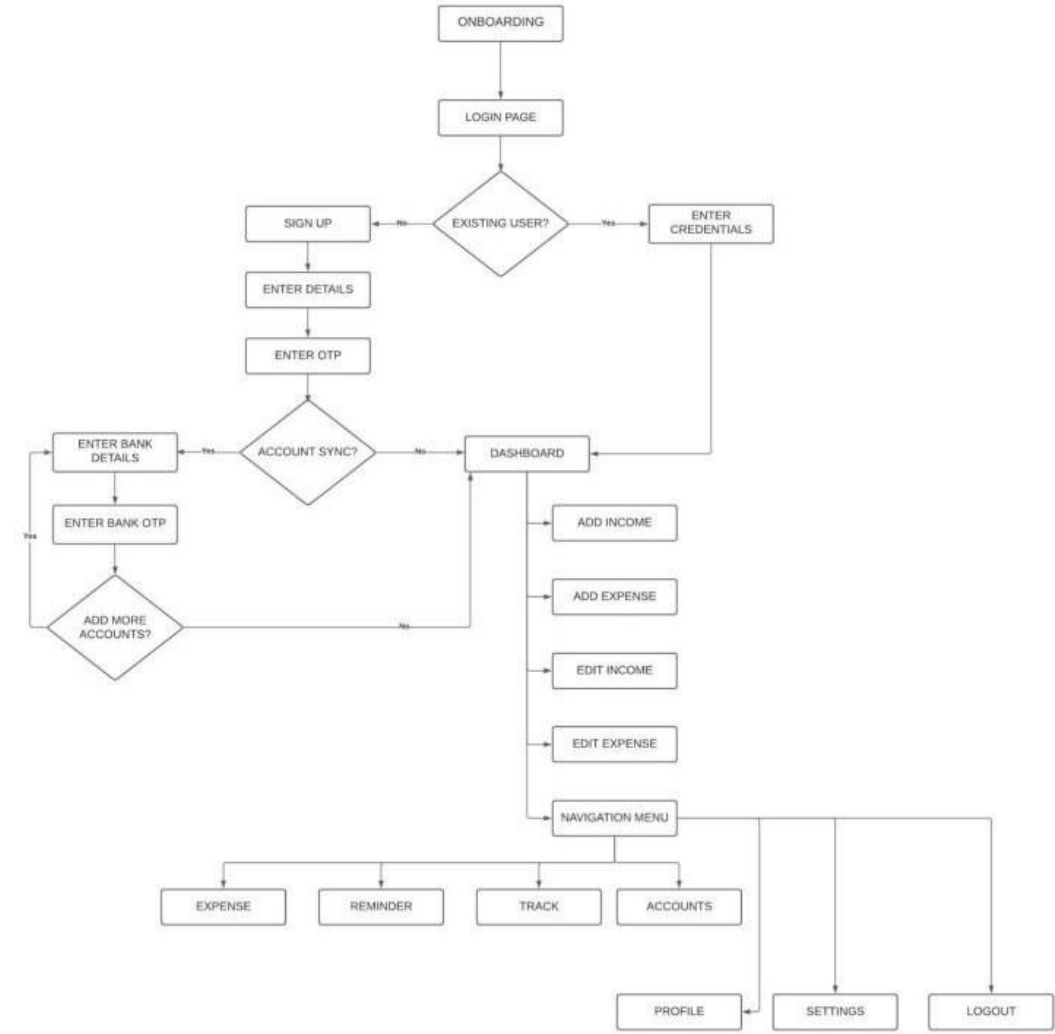 ONBOARDING
LOGIN PAGE
EXISTING USER?
No
Yes
SIGN UP
ENTER
CREDENTIALS
ENTER DETAILS
ENTER OTP
ACCOUNT SYNC?
Yes
No
ENTER BANK
DETAILS
DASHBOARD
ENTER BANK OTP
Yes
ADD MORE
ACCOUNTS?
No
ADD INCOME
ADD EXPENSE
EDIT INCOME
EDIT EXPENSE
NAVIGATION MENU
EXPENSE
REMINDER
TRACK
ACCOUNTS
PROFILE
SETTINGS
LOGOUT